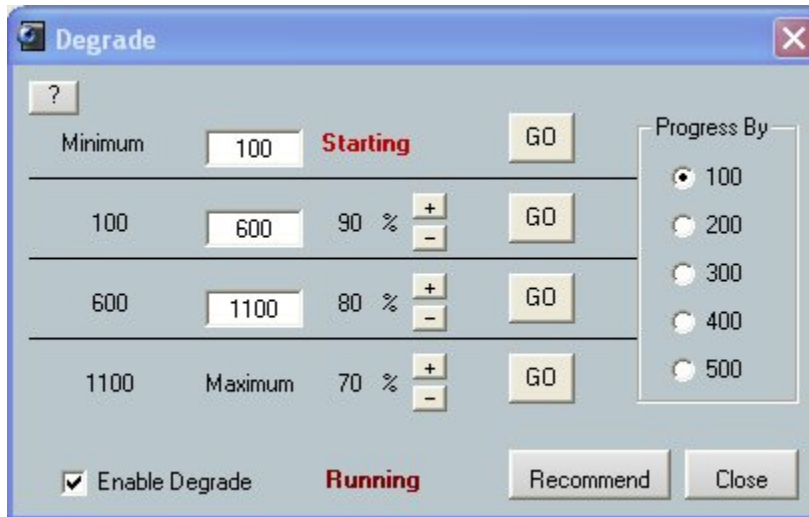 Degrade
?
Minimum 100 Starting GO
100 600 90 % + - GO
600 1100 80 % + - GO
1100 Maximum 70 % + - GO
Progress By
100
200
300
400
500
Enable Degrade Running Recommend Close